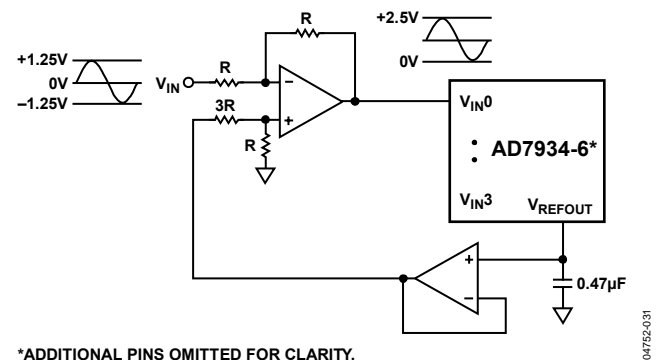 R
+2.5V
0V
+1.25V
0V
–1.25V
VIN
R
3R
R
–
+
VIN0
AD7934-6*
VIN3
VREFOUT
+
–
0.47µF
*ADDITIONAL PINS OMITTED FOR CLARITY.
04752-031